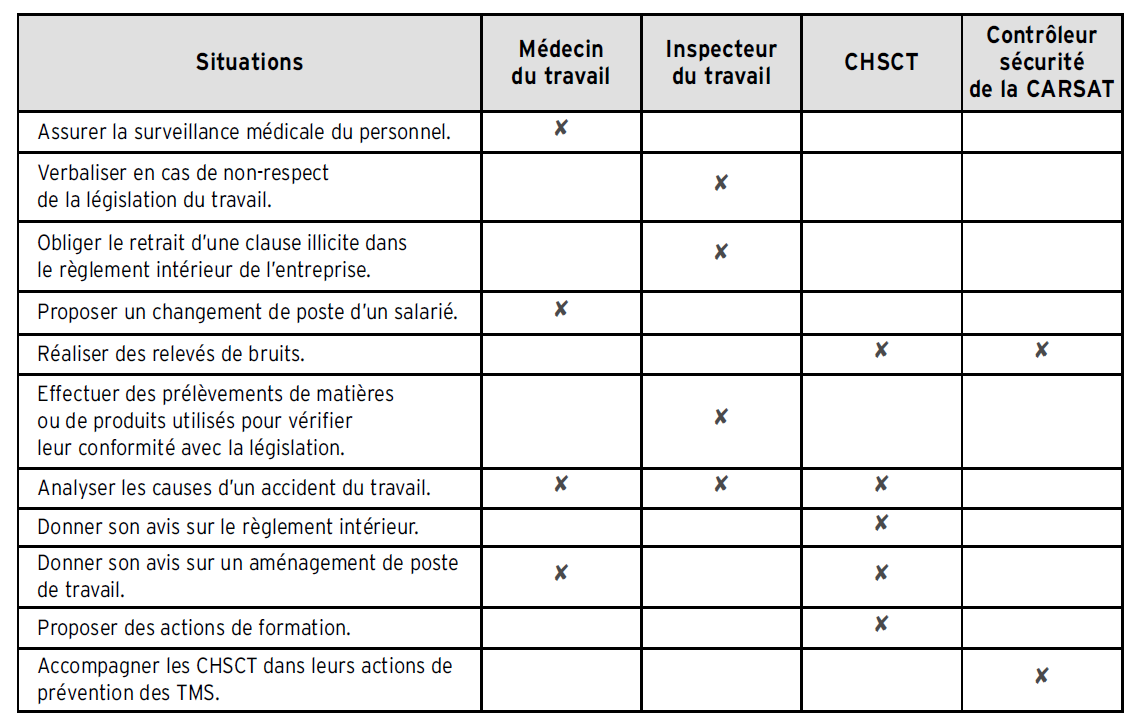 Situations
Médecin
du travail
Inspecteur
du travail
CHSCT
Contrôleur
sécurité
de la CARSAT
Assurer la surveillance médicale du personnel.
✘
Verbaliser en cas de non-respect
de la législation du travail.
✘
Obliger le retrait d’une clause illicite dans
le règlement intérieur de l’entreprise.
✘
Proposer un changement de poste d’un salarié.
✘
Réaliser des relevés de bruits.
✘ ✘
Effectuer des prélèvements de matières
ou de produits utilisés pour vérifier
leur conformité avec la législation.
✘
Analyser les causes d’un accident du travail.
✘ ✘ ✘
Donner son avis sur le règlement intérieur.
✘
Donner son avis sur un aménagement de poste
de travail.
✘ ✘
Proposer des actions de formation.
✘
Accompagner les CHSCT dans leurs actions de
prévention des TMS.
✘